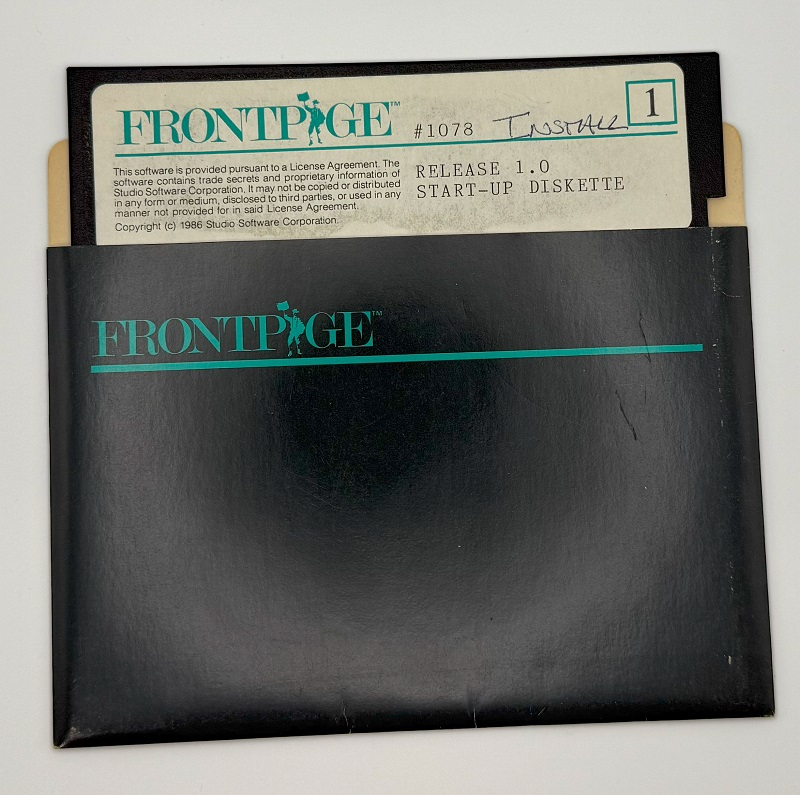 FRONTPAGE™ #1078 INSTALL 1
This software is provided pursuant to a License Agreement. The
software contains trade secrets and proprietary information of
Studio Software Corporation. It may not be copied or distributed
in any form or medium, disclosed to third parties, or used in any
manner not provided for in said License Agreement.
Copyright (c) 1986 Studio Software Corporation.
RELEASE 1.0
START-UP DISKETTE
FRONTPAGE™